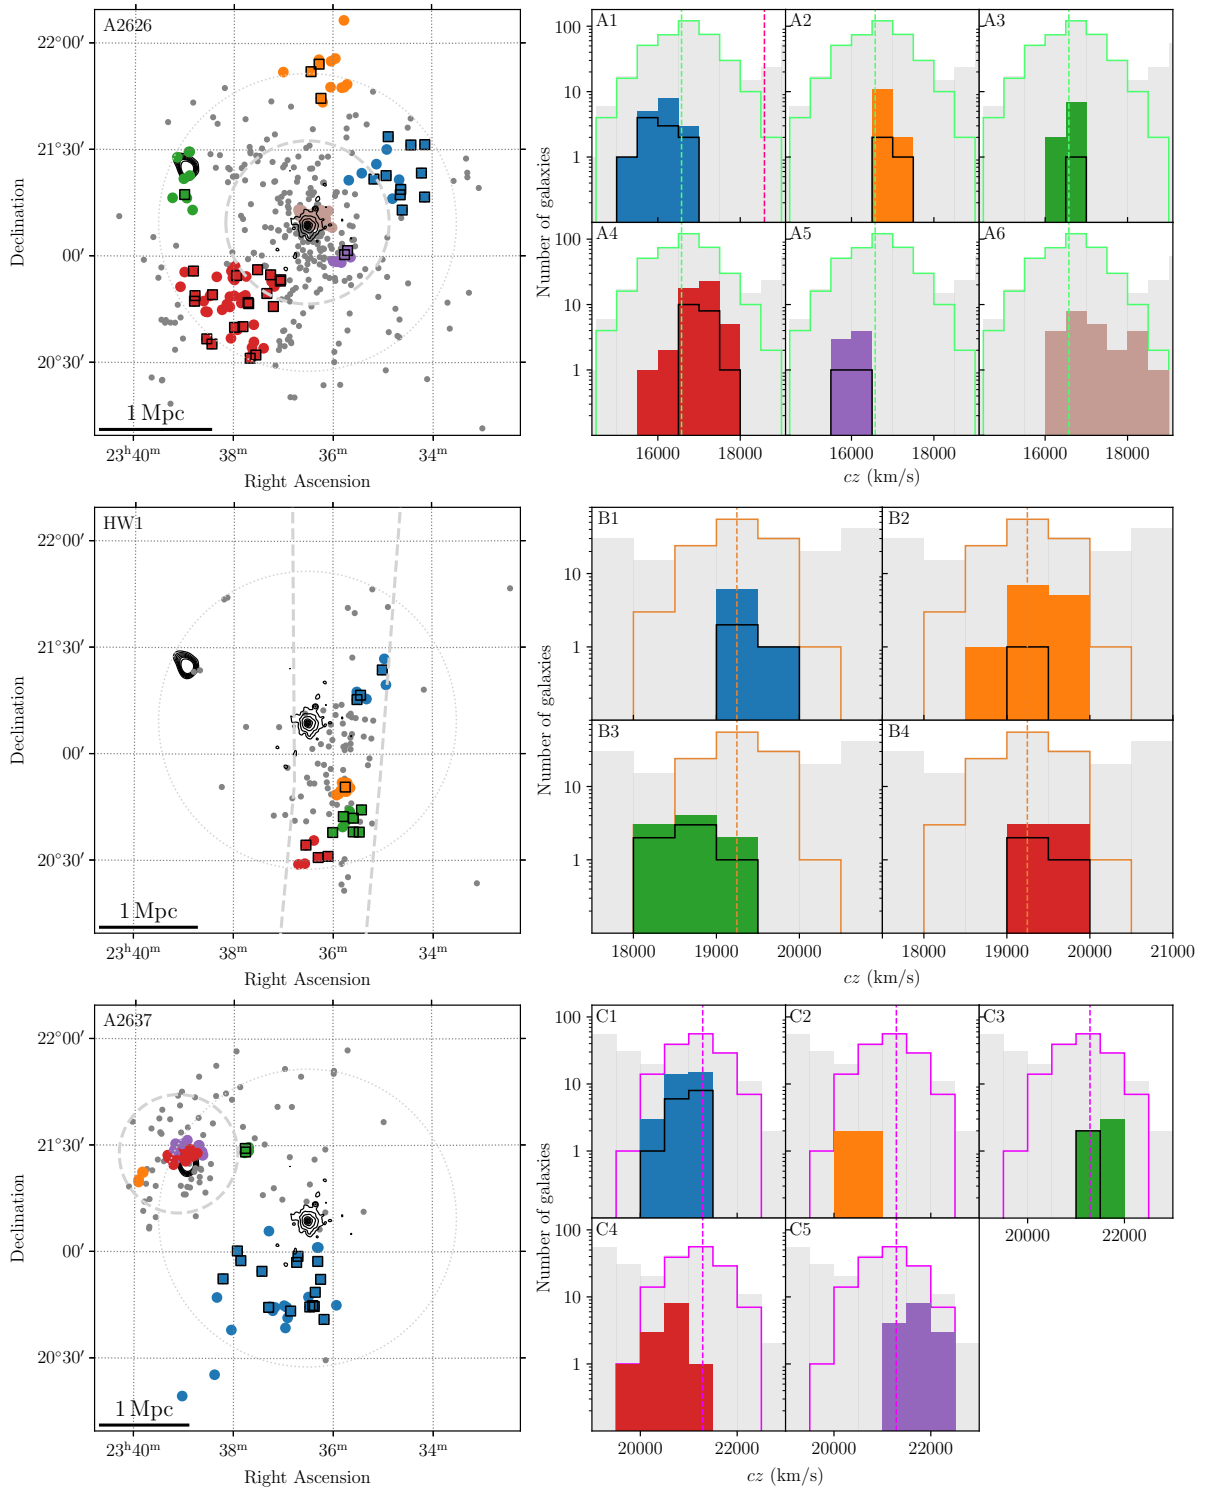 A2626
22°00′
21°30′
00′
20°30′
Declination
1 Mpc
23ʰ40ᵐ 38ᵐ 36ᵐ 34ᵐ
Right Ascension
A1 A2 A3
100
10
1
A4 A5 A6
100
10
1
Number of galaxies
16000 18000 16000 18000 16000 18000
cz (km/s)
HW1
22°00′
21°30′
00′
20°30′
Declination
1 Mpc
23ʰ40ᵐ 38ᵐ 36ᵐ 34ᵐ
Right Ascension
B1 B2
10
1
B3 B4
10
1
Number of galaxies
18000 19000 20000 18000 19000 20000 21000
cz (km/s)
A2637
22°00′
21°30′
00′
20°30′
Declination
1 Mpc
23ʰ40ᵐ 38ᵐ 36ᵐ 34ᵐ
Right Ascension
C1 C2 C3
100
10
1
20000 22000
C4 C5
100
10
1
Number of galaxies
20000 22000 20000 22000
cz (km/s)